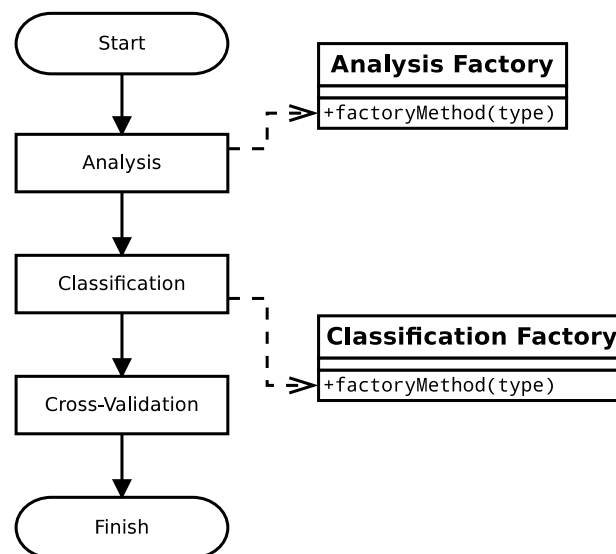 Start
Analysis Factory
+factoryMethod(type)
Analysis
Classification
Classification Factory
+factoryMethod(type)
Cross-Validation
Finish